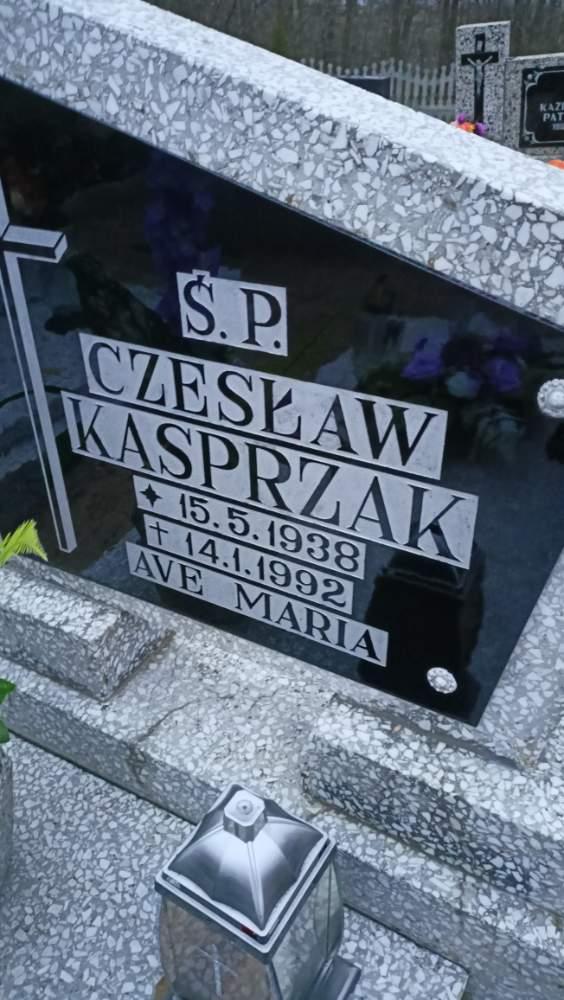 Ś. P.
CZESŁAW
KASPRZAK
✦ 15.5.1938
† 14.1.1992
AVE MARIA